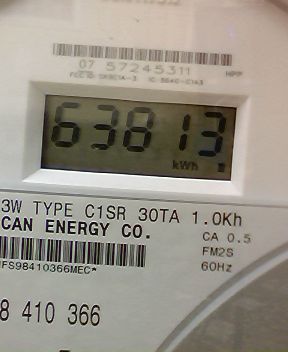 07 57245311
HPP
63813
kWh
3W TYPE C1SR 30TA 1.0Kh
CAN ENERGY CO.
CA 0.5
FM2S
60Hz
FS98410366MEC*
8 410 366